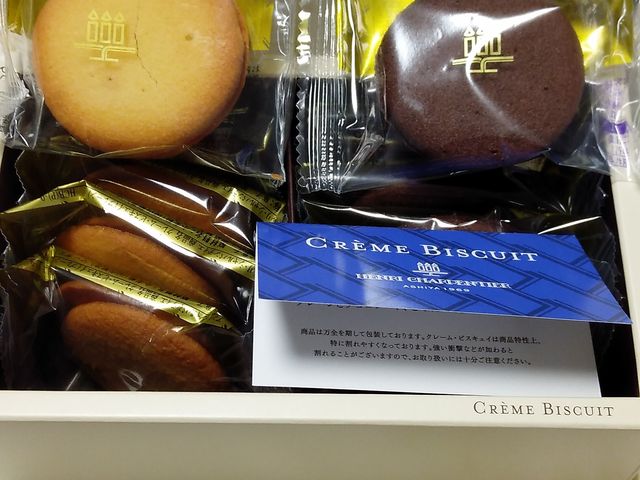 CRÈME BISCUIT
HENRI CHARPENTIER
ASHIYA 1969
商品は万全を期して包装しております。クレーム・ビスキュイは商品特性上、
特に割れやすくなっております。強い衝撃などが加わると
割れることがございますので、お取り扱いには十分ご注意ください。
CRÈME BISCUIT